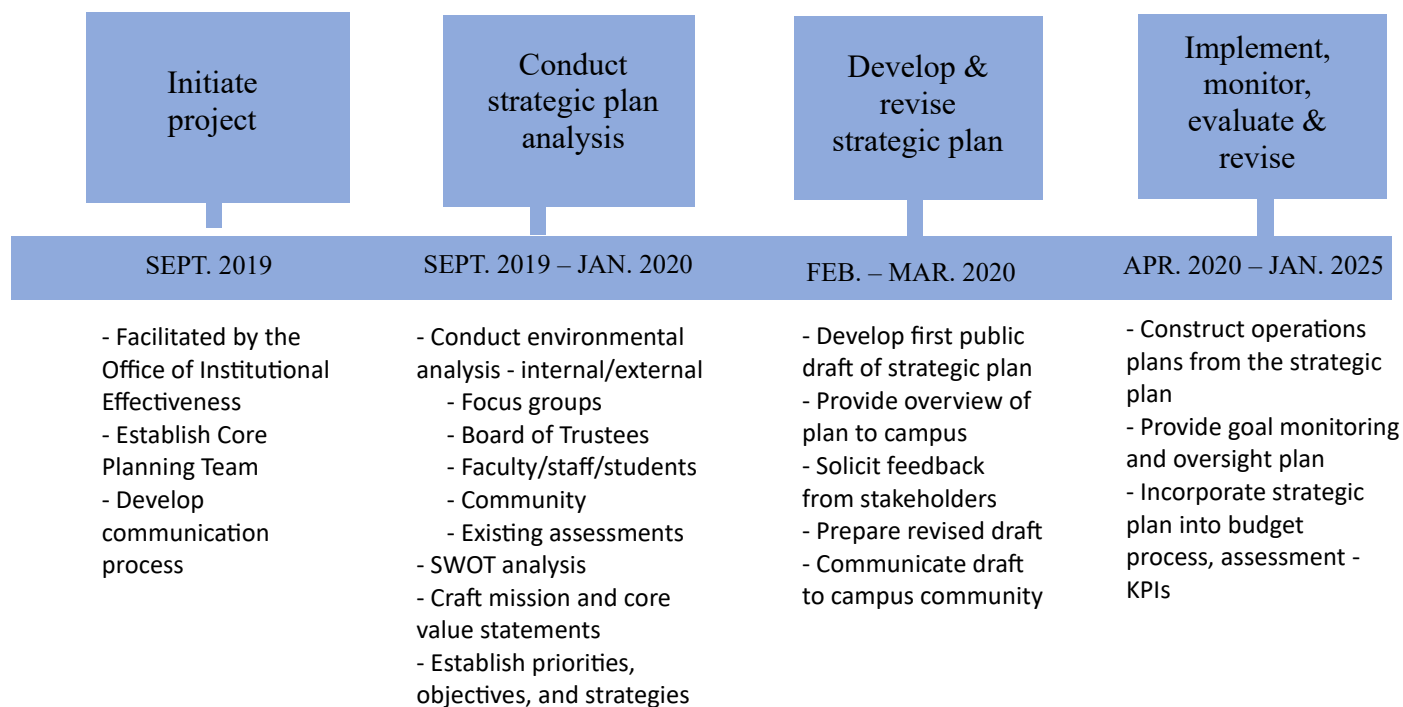 Initiate
project
Conduct
strategic plan
analysis
Develop &
revise
strategic plan
Implement,
monitor,
evaluate &
revise
SEPT. 2019
SEPT. 2019 – JAN. 2020
FEB. – MAR. 2020
APR. 2020 – JAN. 2025
- Facilitated by the
Office of Institutional
Effectiveness
- Establish Core
Planning Team
- Develop
communication
process
- Conduct environmental
analysis - internal/external
- Focus groups
- Board of Trustees
- Faculty/staff/students
- Community
- Existing assessments
- SWOT analysis
- Craft mission and core
value statements
- Establish priorities,
objectives, and strategies
- Develop first public
draft of strategic plan
- Provide overview of
plan to campus
- Solicit feedback
from stakeholders
- Prepare revised draft
- Communicate draft
to campus community
- Construct operations
plans from the strategic
plan
- Provide goal monitoring
and oversight plan
- Incorporate strategic
plan into budget
process, assessment -
KPIs